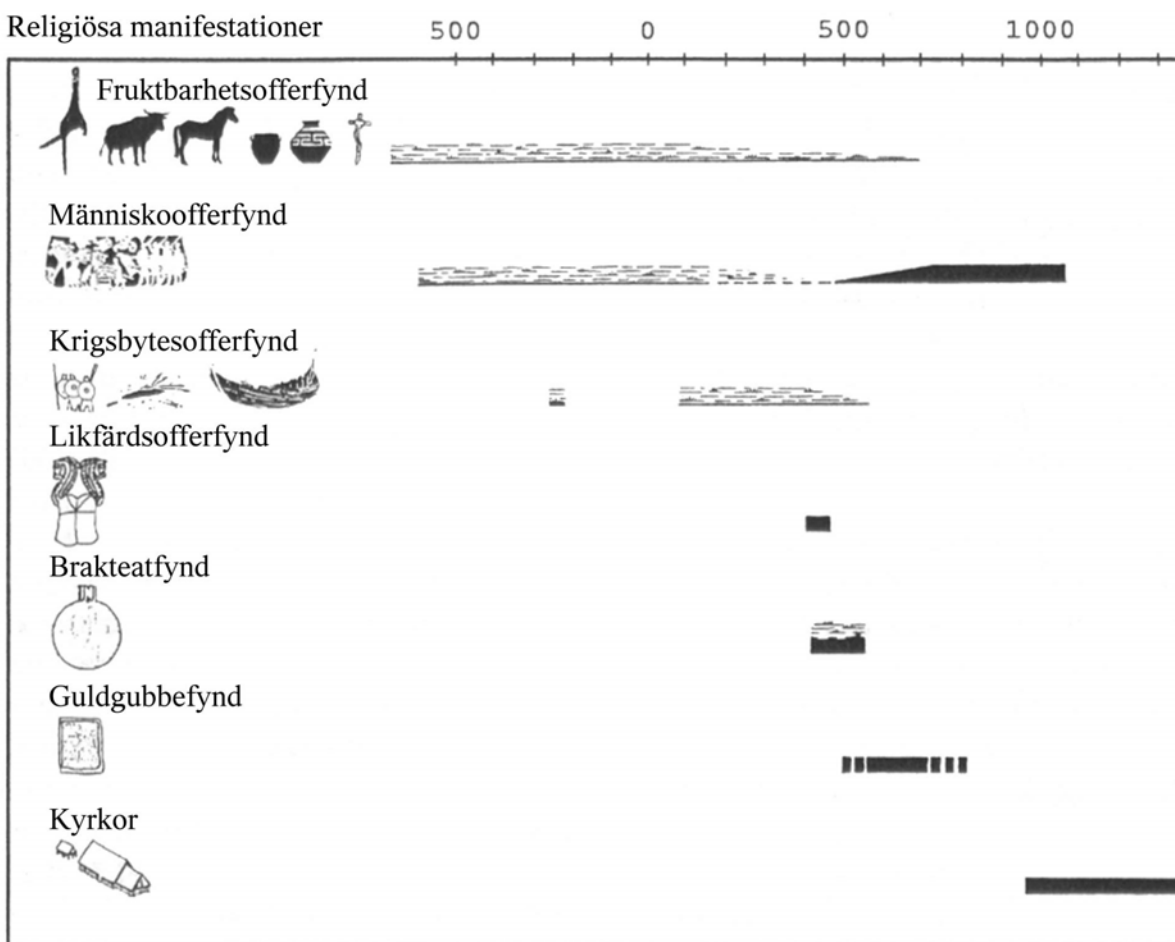 Religiösa manifestationer 500 0 500 1000
Fruktbarhetsofferfynd
Människoofferfynd
Krigsbytesofferfynd
Likfärdsofferfynd
Brakteatfynd
Guldgubbefynd
Kyrkor